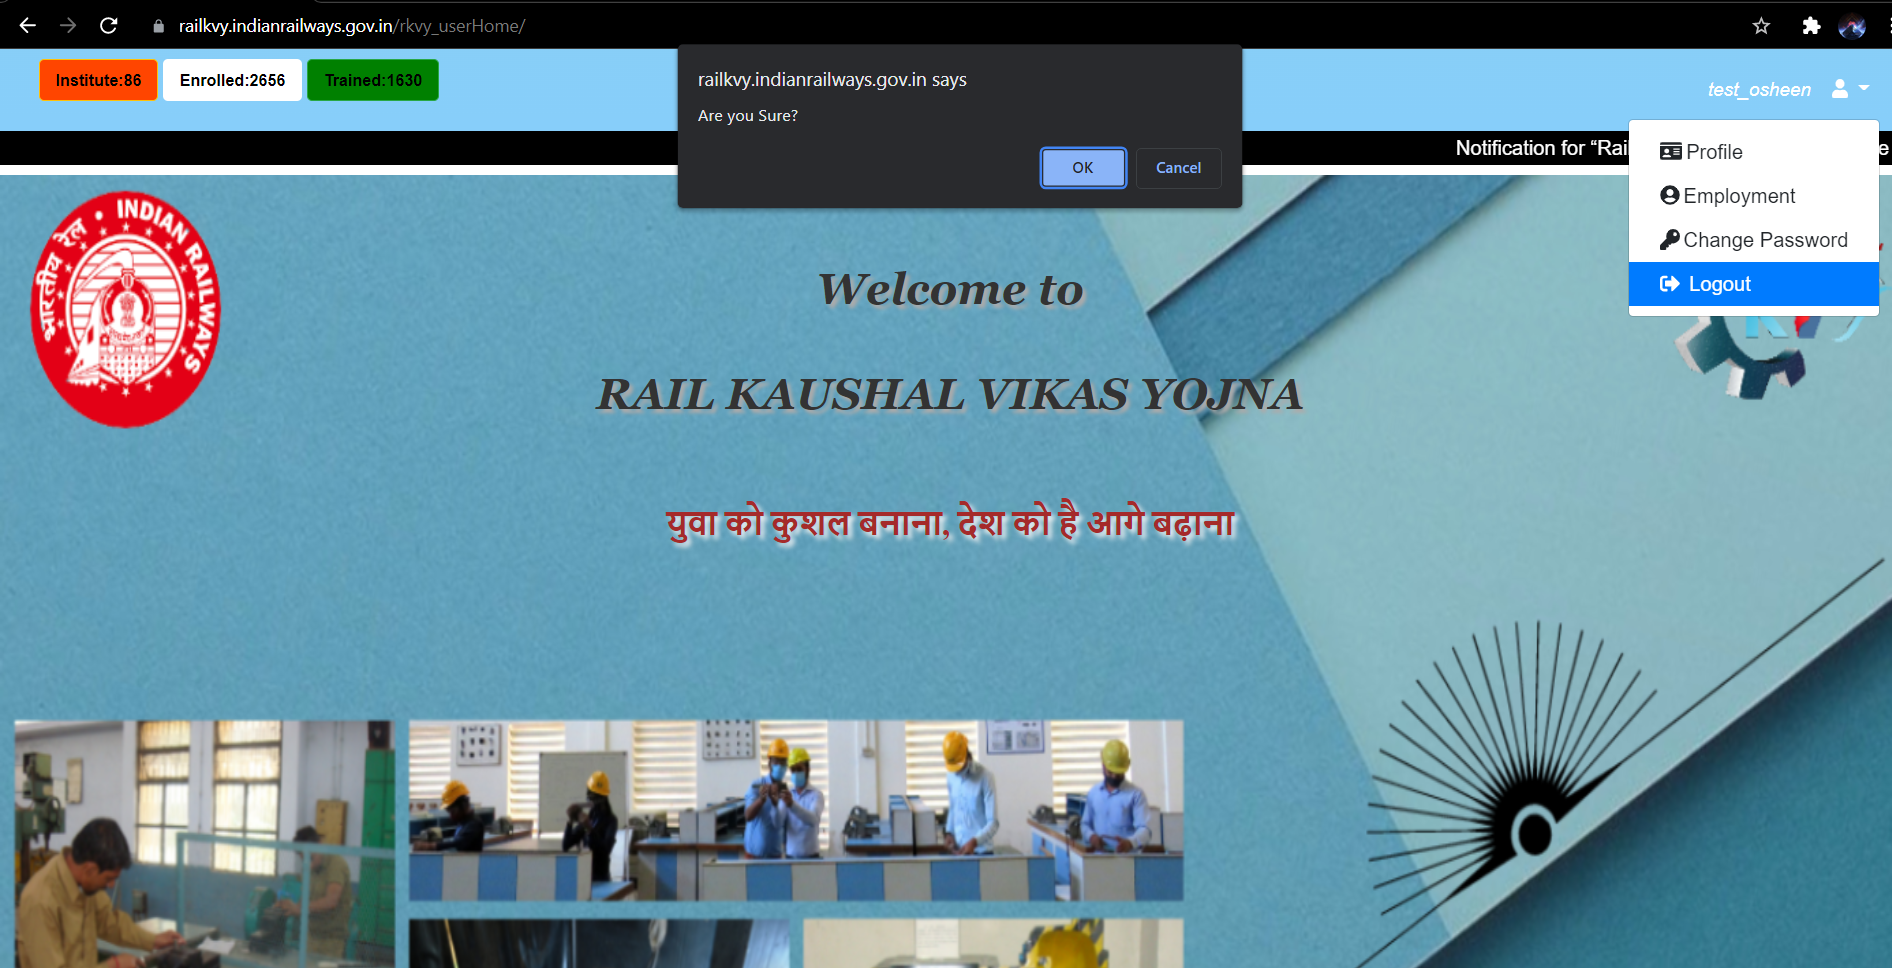 railkvy.indianrailways.gov.in/rkvy_userHome/
Institute:86 Enrolled:2656 Trained:1630
railkvy.indianrailways.gov.in says
Are you Sure?
OK Cancel
test_osheen
Notification for “Rai
Profile
Employment
Change Password
Logout
भारतीय रेल • INDIAN RAILWAYS
Welcome to
RAIL KAUSHAL VIKAS YOJNA
युवा को कुशल बनाना, देश को है आगे बढ़ाना